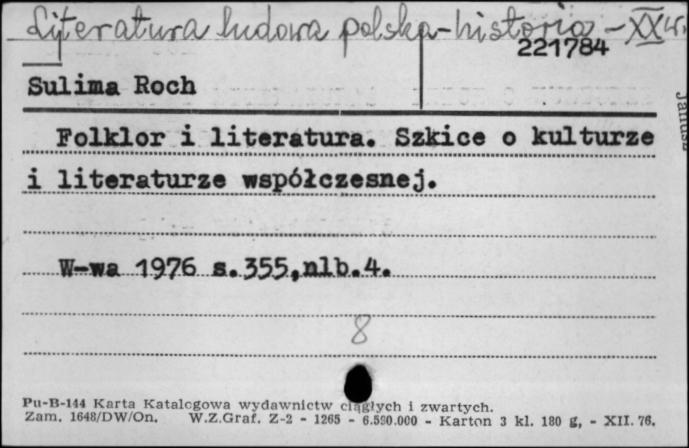 Literatura ludowa polska - historia - XX w.
221784
Sulima Roch
Folklor i literatura. Szkice o kulturze
i literaturze współczesnej.
W-wa 1976 s.355,nlb.4.
8
Pu-B-144 Karta Katalogowa wydawnictw ciągłych i zwartych.
Zam. 1648/DW/On. W.Z.Graf. Z-2 - 1265 - 6.590.000 - Karton 3 kl. 180 g, - XII. 76.
Janusz